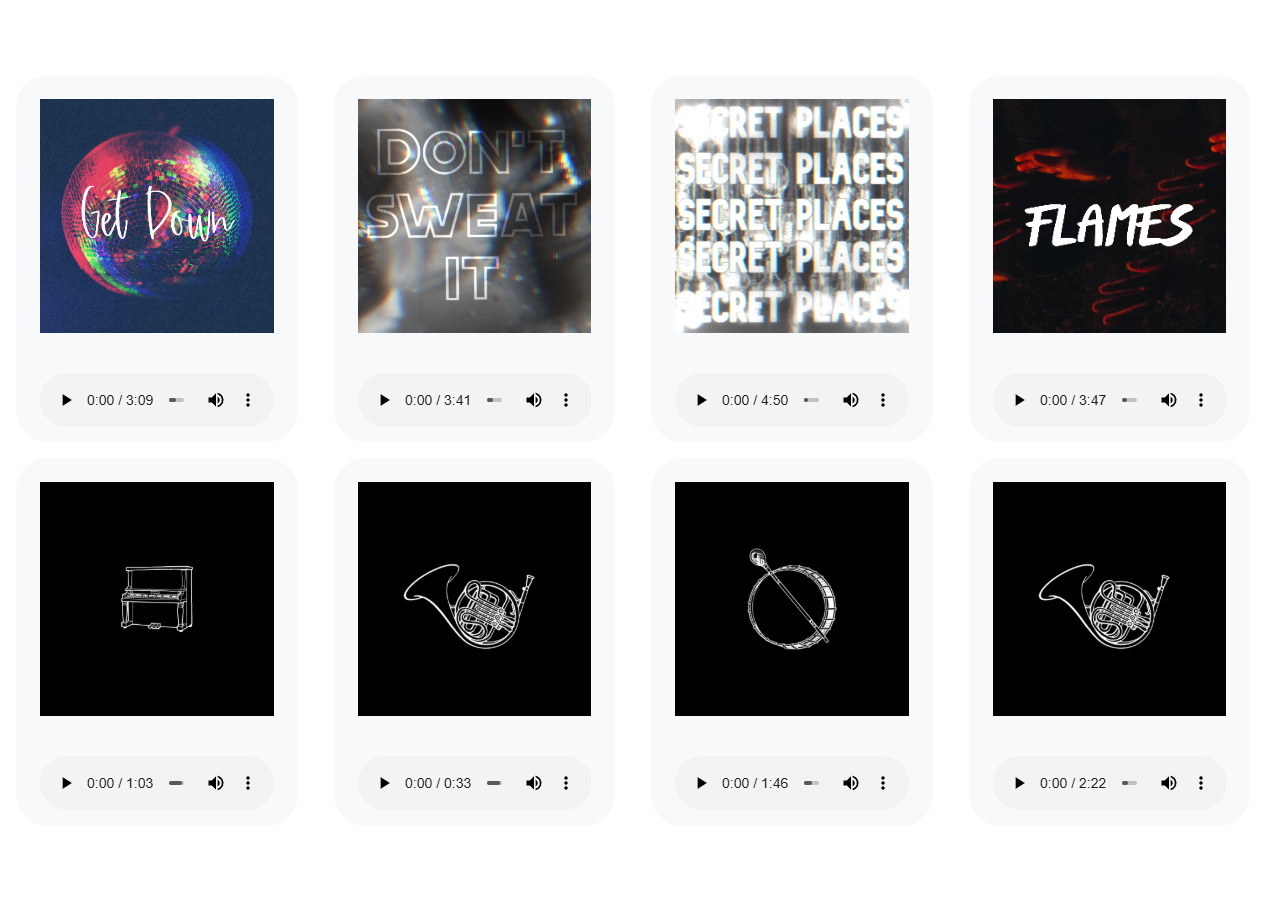 Get Down
DON'T
SWEAT
IT
SECRET PLACES
SECRET PLACES
SECRET PLACES
SECRET PLACES
SECRET PLACES
FLAMES
0:00 / 3:09
0:00 / 3:41
0:00 / 4:50
0:00 / 3:47
0:00 / 1:03
0:00 / 0:33
0:00 / 1:46
0:00 / 2:22